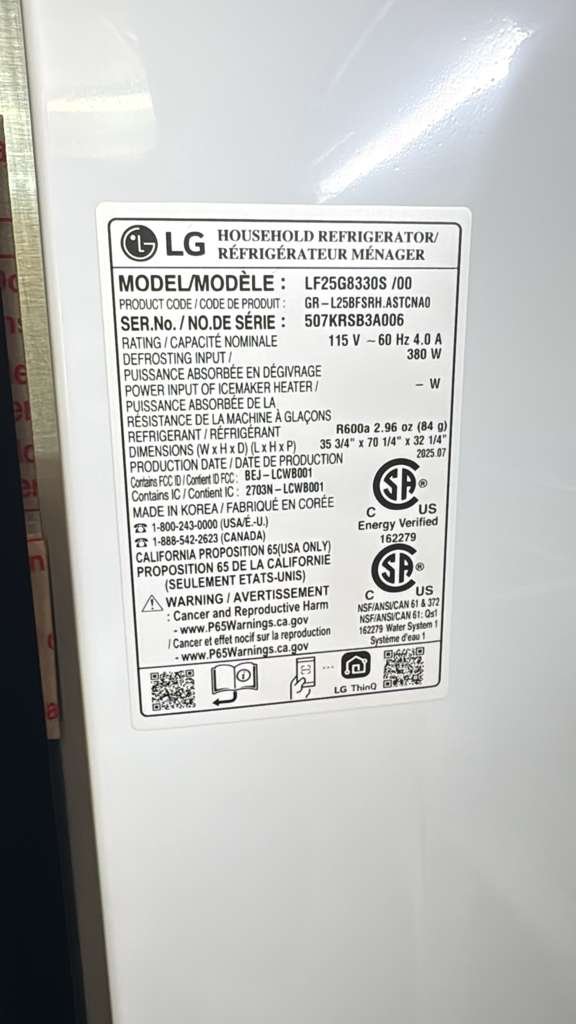 LG HOUSEHOLD REFRIGERATOR/
RÉFRIGÉRATEUR MÉNAGER
MODEL/MODÈLE : LF25G8330S /00
PRODUCT CODE / CODE DE PRODUIT : GR-L25BFSRH.ASTCNA0
SER.No. / NO.DE SÉRIE : 507KRSB3A006
RATING / CAPACITÉ NOMINALE 115 V ~ 60 Hz 4.0 A
DEFROSTING INPUT / 380 W
PUISSANCE ABSORBÉE EN DÉGIVRAGE
POWER INPUT OF ICEMAKER HEATER / – W
PUISSANCE ABSORBÉE DE LA
RÉSISTANCE DE LA MACHINE À GLAÇONS
REFRIGERANT / RÉFRIGÉRANT R600a 2.96 oz (84 g)
DIMENSIONS (W x H x D) (L x H x P) 35 3/4" x 70 1/4" x 32 1/4"
PRODUCTION DATE / DATE DE PRODUCTION 2025.07
Contains FCC ID / Contient ID FCC : BEJ-LCWB001
Contains IC / Contient IC : 2703N-LCWB001
MADE IN KOREA / FABRIQUÉ EN CORÉE
☎ 1-800-243-0000 (USA/É.-U.)
☎ 1-888-542-2623 (CANADA)
SA ®
C US
Energy Verified
162279
CALIFORNIA PROPOSITION 65(USA ONLY)
PROPOSITION 65 DE LA CALIFORNIE
(SEULEMENT ETATS-UNIS)
⚠ WARNING / AVERTISSEMENT
: Cancer and Reproductive Harm
- www.P65Warnings.ca.gov
/ Cancer et effet nocif sur la reproduction
- www.P65Warnings.ca.gov
SA ®
C US
NSF/ANSI/CAN 61 & 372
NSF/ANSI/CAN 61: Q≤1
162279 Water System 1
Système d'eau 1
LG ThinQ